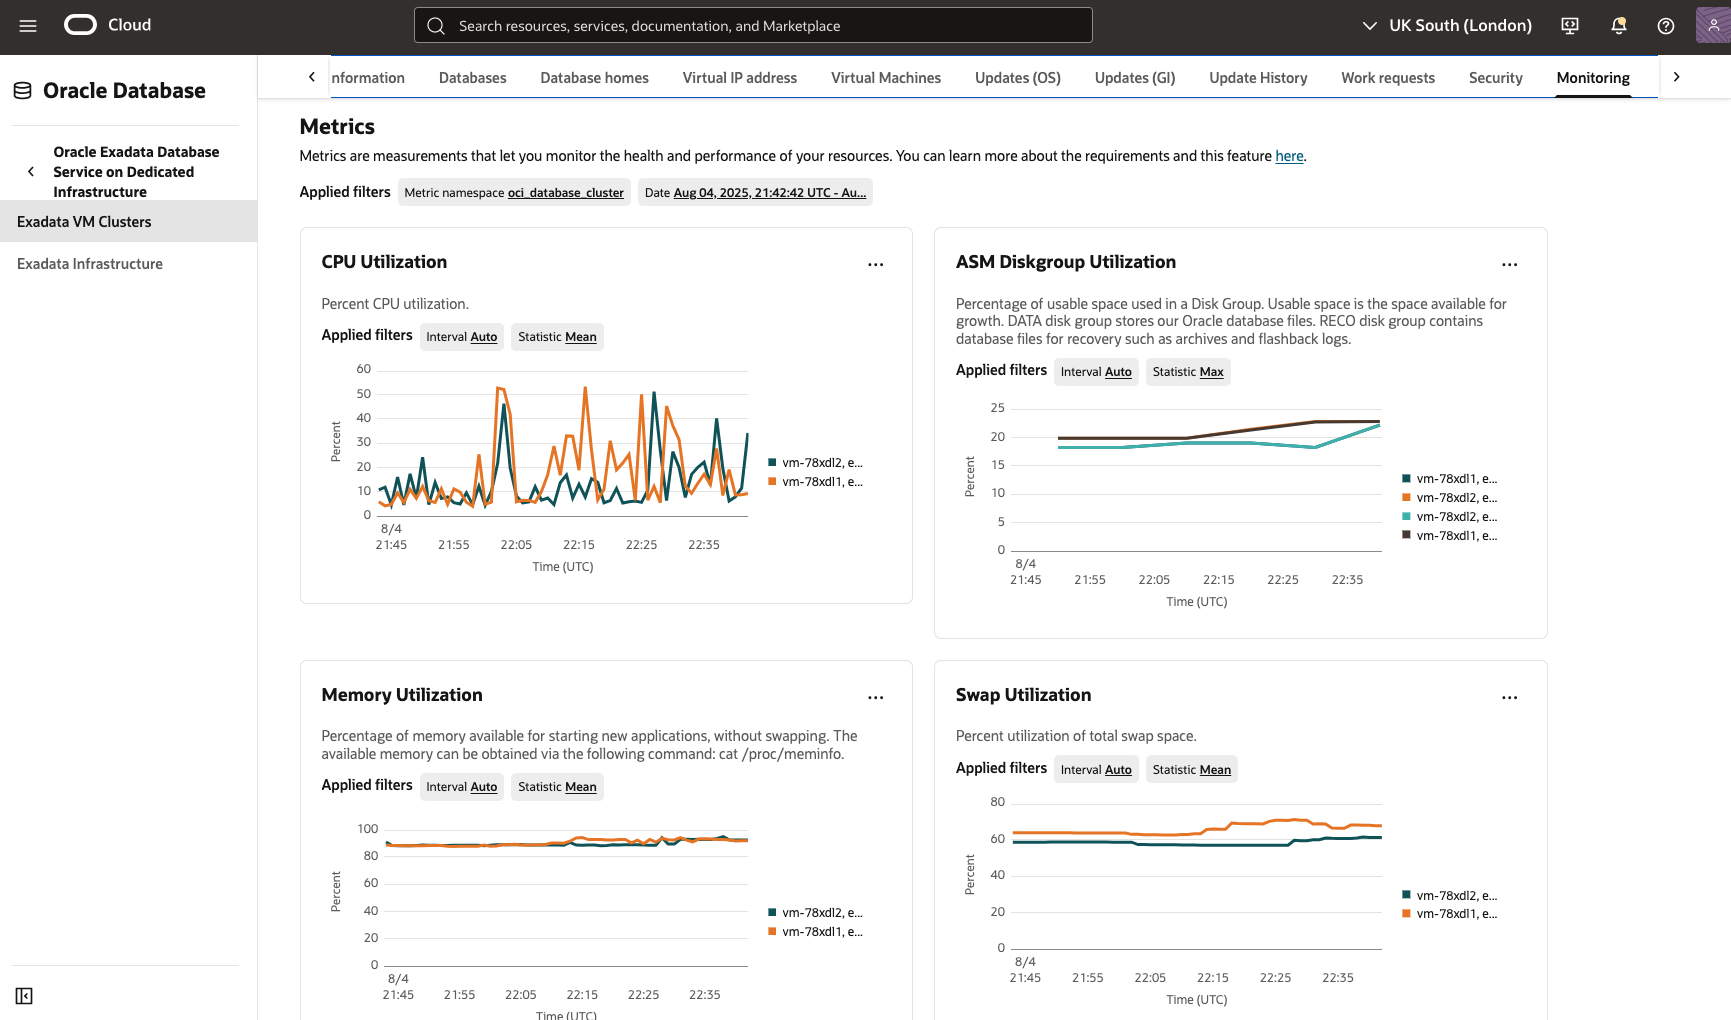 Cloud
Search resources, services, documentation, and Marketplace
UK South (London)
Oracle Database
Oracle Exadata Database
Service on Dedicated
Infrastructure
Exadata VM Clusters
Exadata Infrastructure
nformation Databases Database homes Virtual IP address Virtual Machines Updates (OS) Updates (GI) Update History Work requests Security Monitoring
Metrics
Metrics are measurements that let you monitor the health and performance of your resources. You can learn more about the requirements and this feature here.
Applied filters Metric namespace oci_database_cluster Date Aug 04, 2025, 21:42:42 UTC - Au...
CPU Utilization
...
Percent CPU utilization.
Applied filters Interval Auto Statistic Mean
60
50
40
30
20
10
0
Percent
8/4
21:45 21:55 22:05 22:15 22:25 22:35
Time (UTC)
vm-78xdl2, e...
vm-78xdl1, e...
ASM Diskgroup Utilization
...
Percentage of usable space used in a Disk Group. Usable space is the space available for
growth. DATA disk group stores our Oracle database files. RECO disk group contains
database files for recovery such as archives and flashback logs.
Applied filters Interval Auto Statistic Max
25
20
15
10
5
0
Percent
8/4
21:45 21:55 22:05 22:15 22:25 22:35
Time (UTC)
vm-78xdl1, e...
vm-78xdl2, e...
vm-78xdl2, e...
vm-78xdl1, e...
Memory Utilization
...
Percentage of memory available for starting new applications, without swapping. The
available memory can be obtained via the following command: cat /proc/meminfo.
Applied filters Interval Auto Statistic Mean
100
80
60
40
20
0
Percent
8/4
21:45 21:55 22:05 22:15 22:25 22:35
Time (UTC)
vm-78xdl2, e...
vm-78xdl1, e...
Swap Utilization
...
Percent utilization of total swap space.
Applied filters Interval Auto Statistic Mean
80
60
40
20
0
Percent
8/4
21:45 21:55 22:05 22:15 22:25 22:35
Time (UTC)
vm-78xdl2, e...
vm-78xdl1, e...